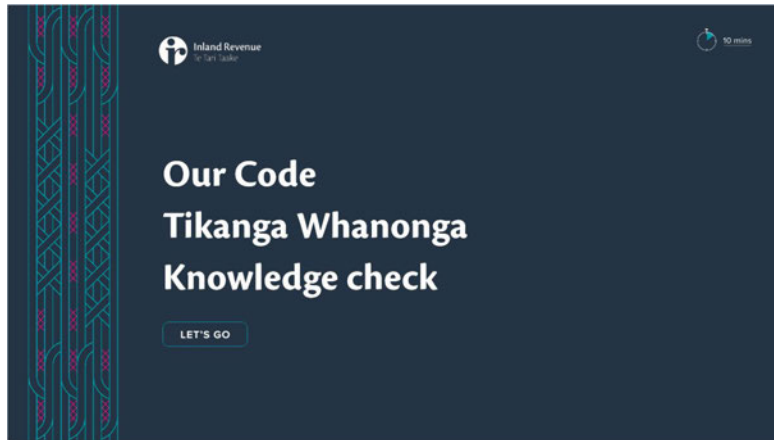 Inland Revenue
Te Tari Taake
10 mins
Our Code
Tikanga Whanonga
Knowledge check
LET'S GO